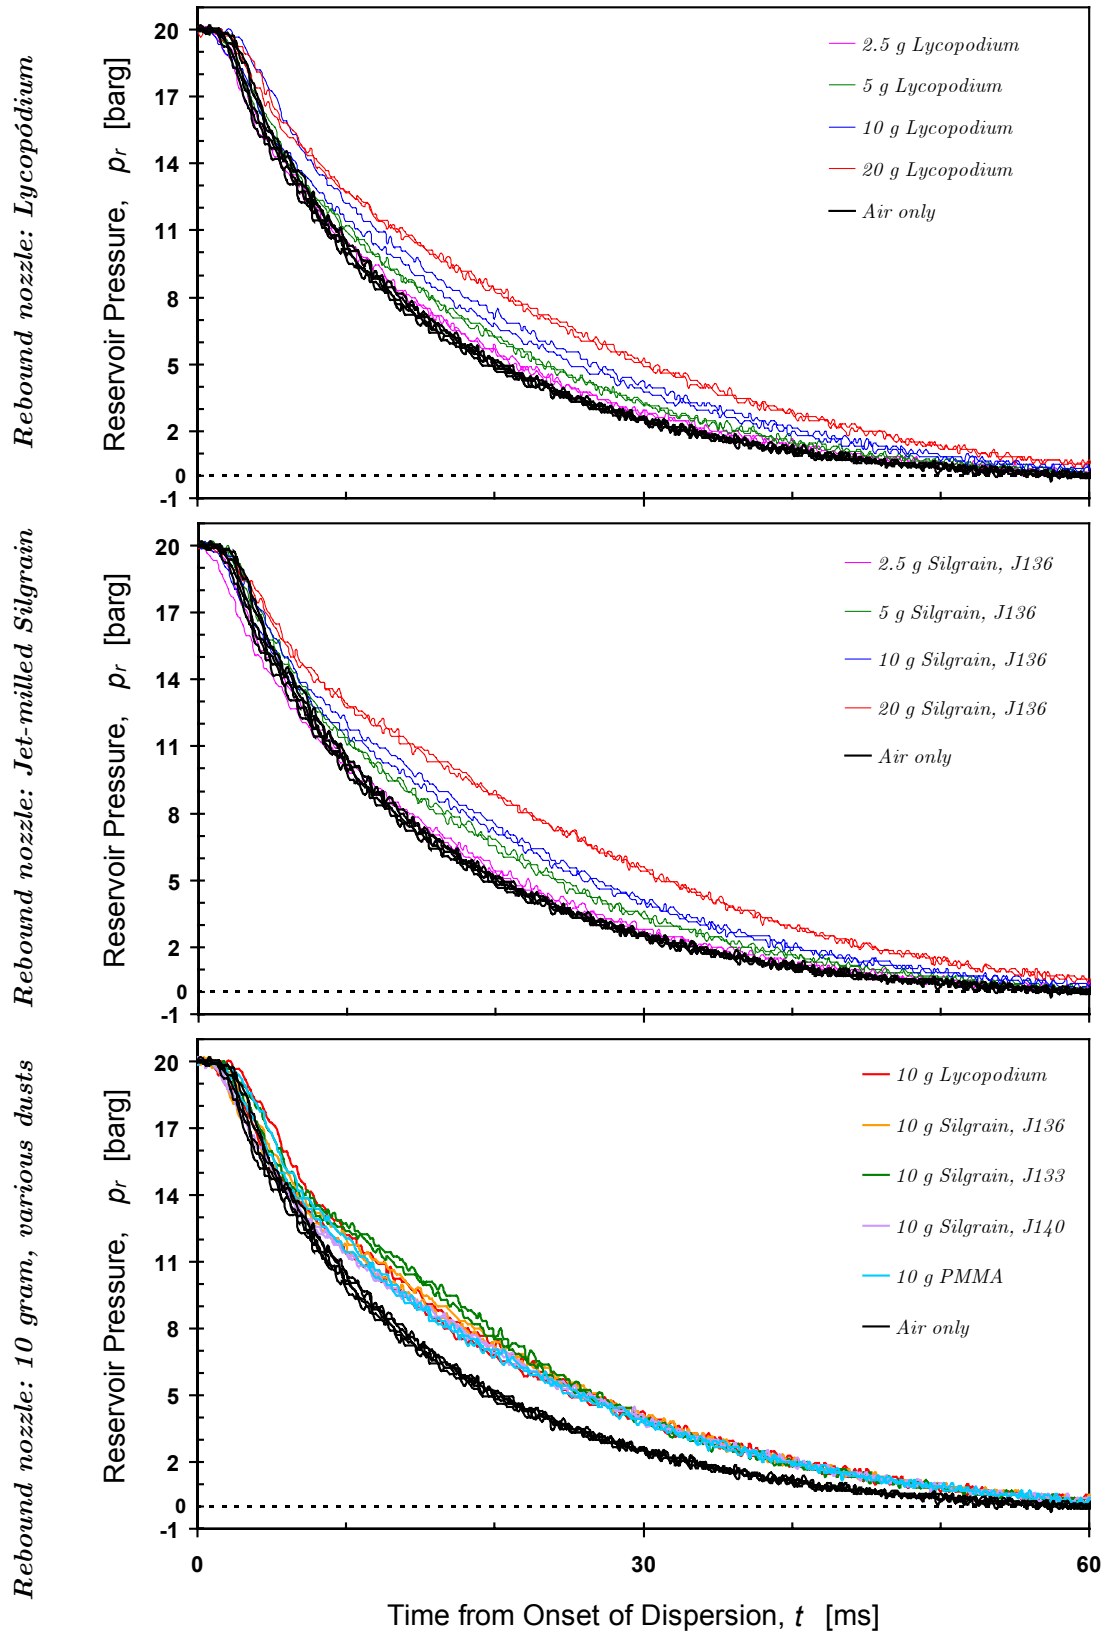 Rebound nozzle: Lycopódium
Reservoir Pressure, pr [barg]
20
17
14
11
8
5
2
0
-1
2.5 g Lycopodium
5 g Lycopodium
10 g Lycopodium
20 g Lycopodium
Air only
Rebound nozzle: Jet-milled Silgrain
Reservoir Pressure, pr [barg]
20
17
14
11
8
5
2
0
-1
2.5 g Silgrain, J136
5 g Silgrain, J136
10 g Silgrain, J136
20 g Silgrain, J136
Air only
Rebound nozzle: 10 gram, various dusts
Reservoir Pressure, pr [barg]
20
17
14
11
8
5
2
0
-1
10 g Lycopodium
10 g Silgrain, J136
10 g Silgrain, J133
10 g Silgrain, J140
10 g PMMA
Air only
0 30 60
Time from Onset of Dispersion, t [ms]